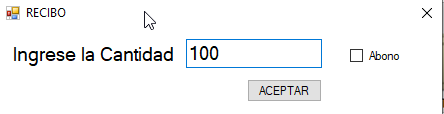 RECIBO
Ingrese la Cantidad 100 Abono
ACEPTAR